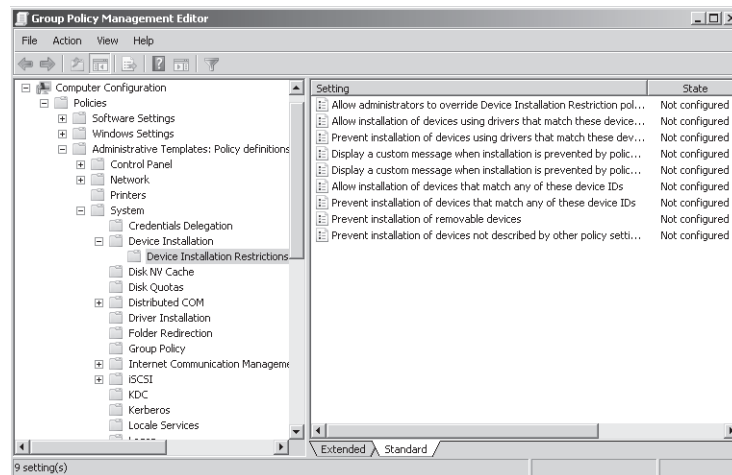 Group Policy Management Editor
File Action View Help
Computer Configuration
Policies
Software Settings
Windows Settings
Administrative Templates: Policy definitions
Control Panel
Network
Printers
System
Credentials Delegation
Device Installation
Device Installation Restrictions
Disk NV Cache
Disk Quotas
Distributed COM
Driver Installation
Folder Redirection
Group Policy
Internet Communication Manageme
iSCSI
KDC
Kerberos
Locale Services
Setting State
Allow administrators to override Device Installation Restriction pol... Not configured
Allow installation of devices using drivers that match these device... Not configured
Prevent installation of devices using drivers that match these dev... Not configured
Display a custom message when installation is prevented by polic... Not configured
Display a custom message when installation is prevented by polic... Not configured
Allow installation of devices that match any of these device IDs Not configured
Prevent installation of devices that match any of these device IDs Not configured
Prevent installation of removable devices Not configured
Prevent installation of devices not described by other policy setti... Not configured
Extended Standard
9 setting(s)